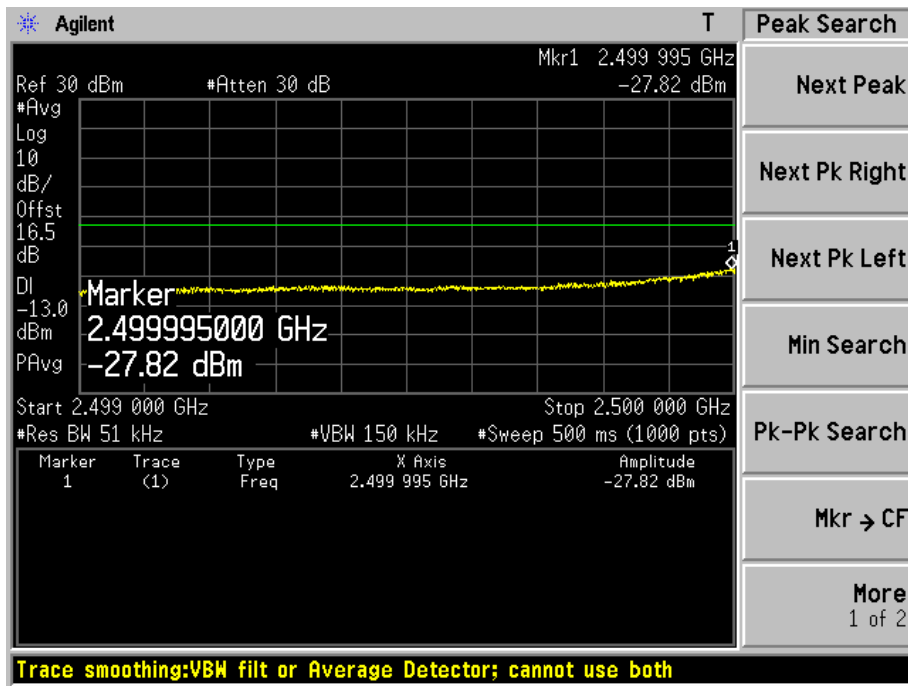 Agilent T
Mkr1 2.499 995 GHz
Ref 30 dBm #Atten 30 dB -27.82 dBm
#Avg
Log
10
dB/
Offst
16.5
dB
DI
-13.0
dBm
PAvg
1
Marker
2.499995000 GHz
-27.82 dBm
Start 2.499 000 GHz Stop 2.500 000 GHz
#Res BW 51 kHz #VBW 150 kHz #Sweep 500 ms (1000 pts)
Marker Trace Type X Axis Amplitude
1 (1) Freq 2.499 995 GHz -27.82 dBm
Trace smoothing:VBW filt or Average Detector; cannot use both
Peak Search
Next Peak
Next Pk Right
Next Pk Left
Min Search
Pk-Pk Search
Mkr → CF
More
1 of 2